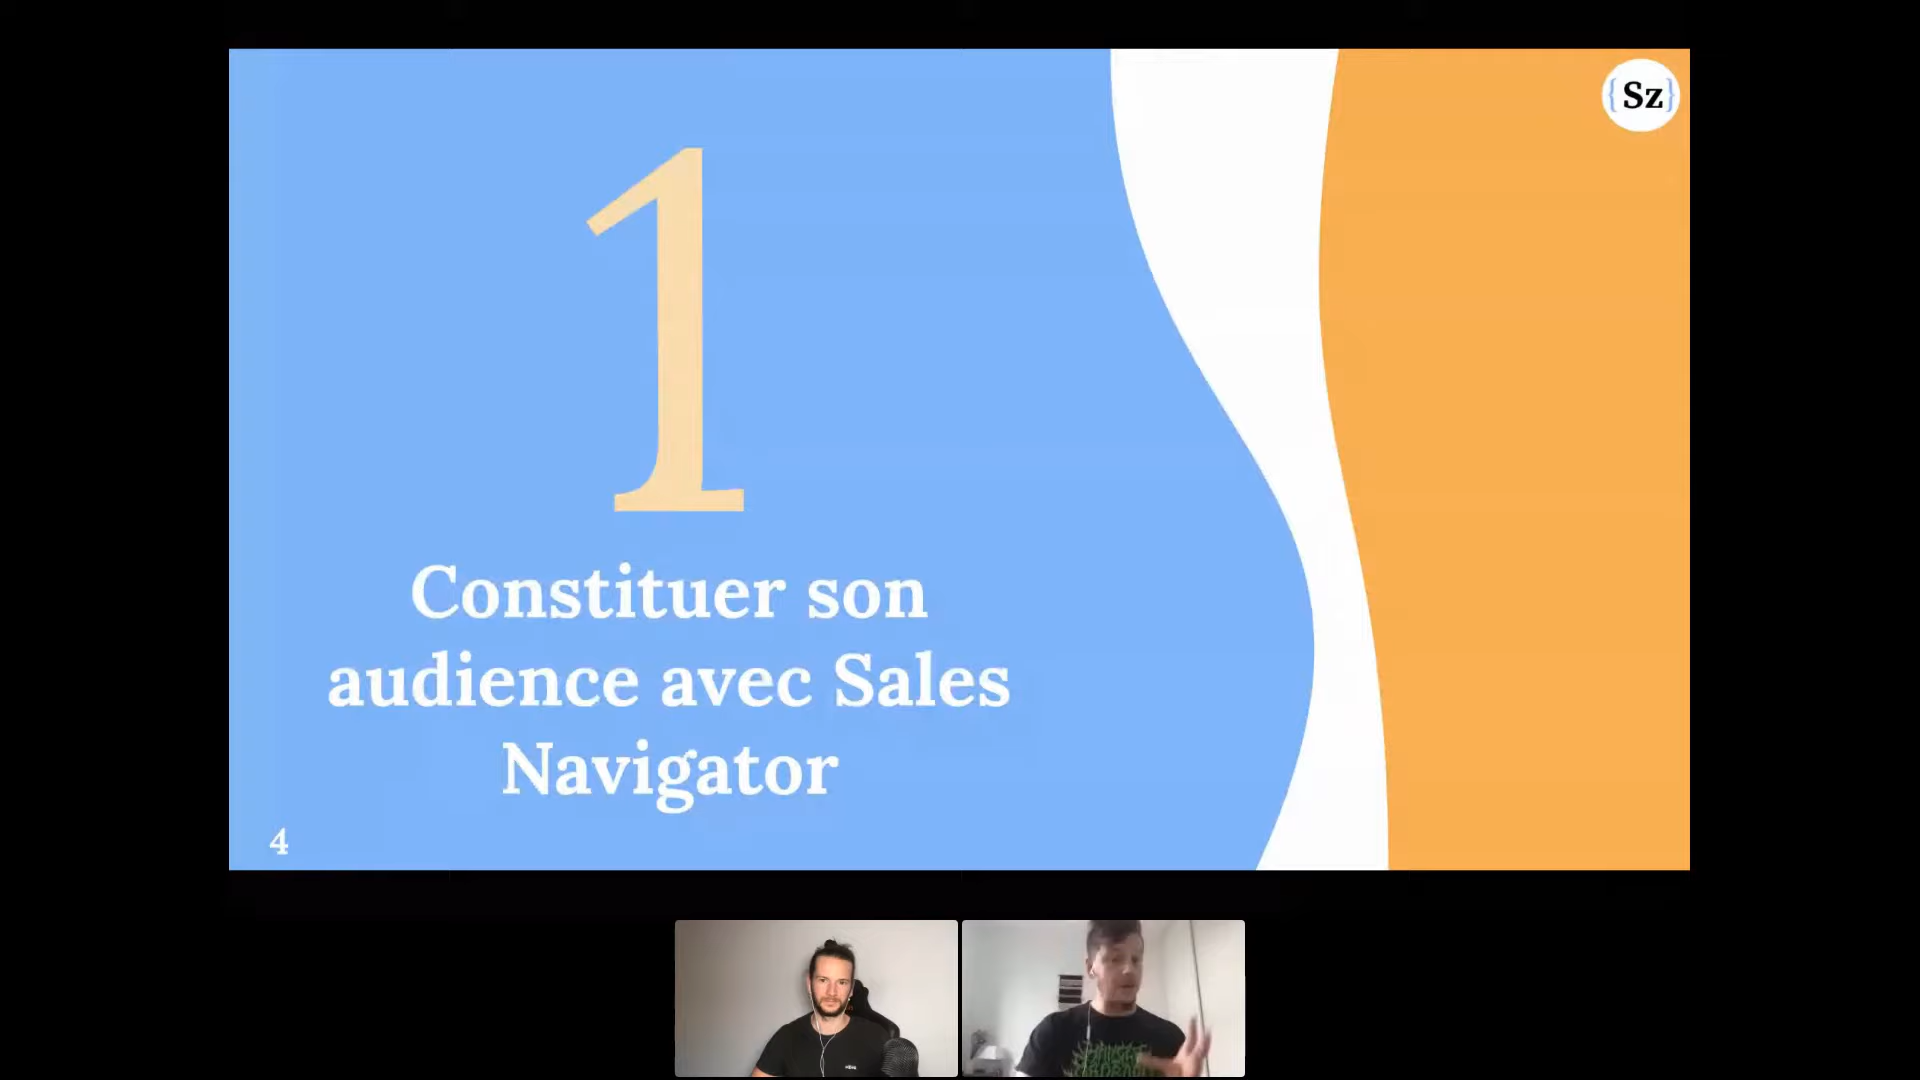 {Sz}
1
Constituer son
audience avec Sales
Navigator
4